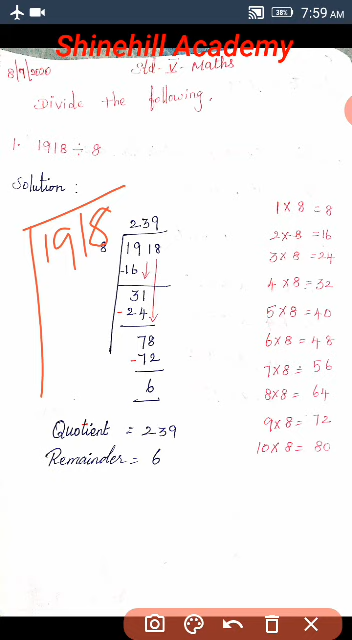 38% 7:59 AM
Shinehill Academy
8/9/2020 Std - V - Maths
Divide the following.
1. 1918 ÷ 8
Solution :
1918
239
8 1918
-16
31
-24
78
-72
6
Quotient = 239
Remainder = 6
1 × 8 = 8
2 × 8 = 16
3 × 8 = 24
4 × 8 = 32
5 × 8 = 40
6 × 8 = 48
7 × 8 = 56
8 × 8 = 64
9 × 8 = 72
10 × 8 = 80